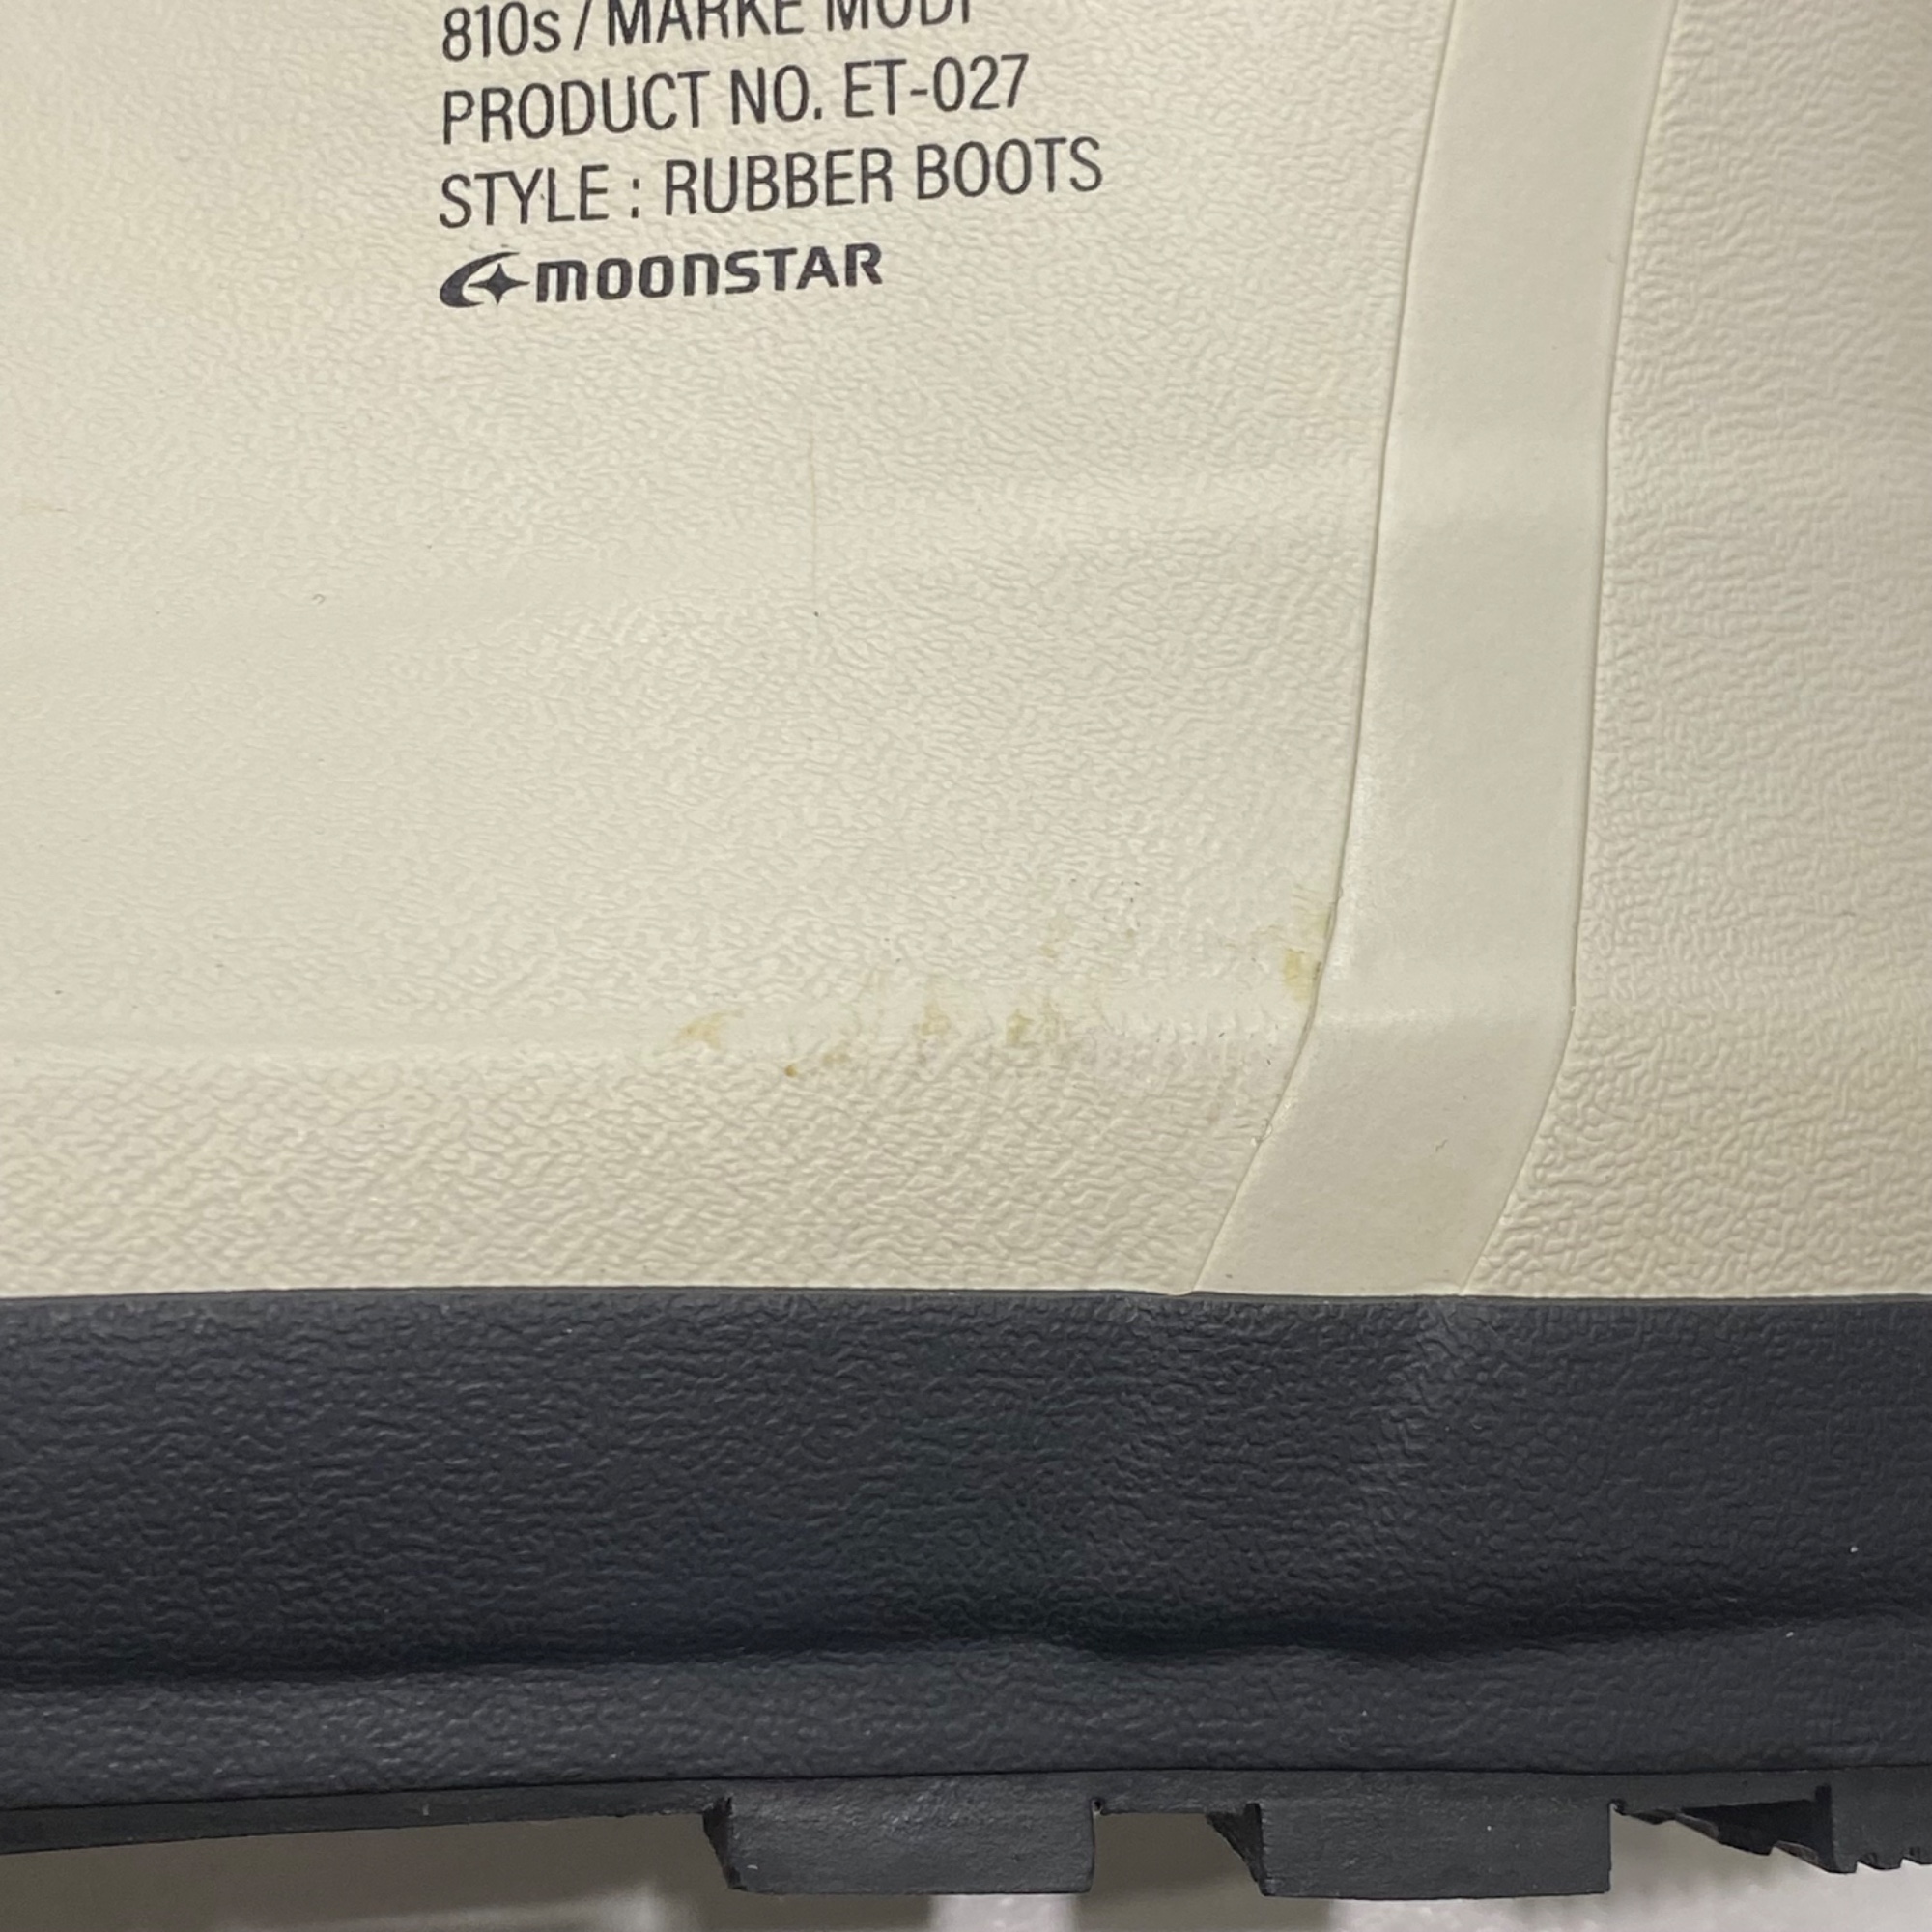 810s / MARKE MODI
PRODUCT NO. ET-027
STYLE : RUBBER BOOTS
MOONSTAR